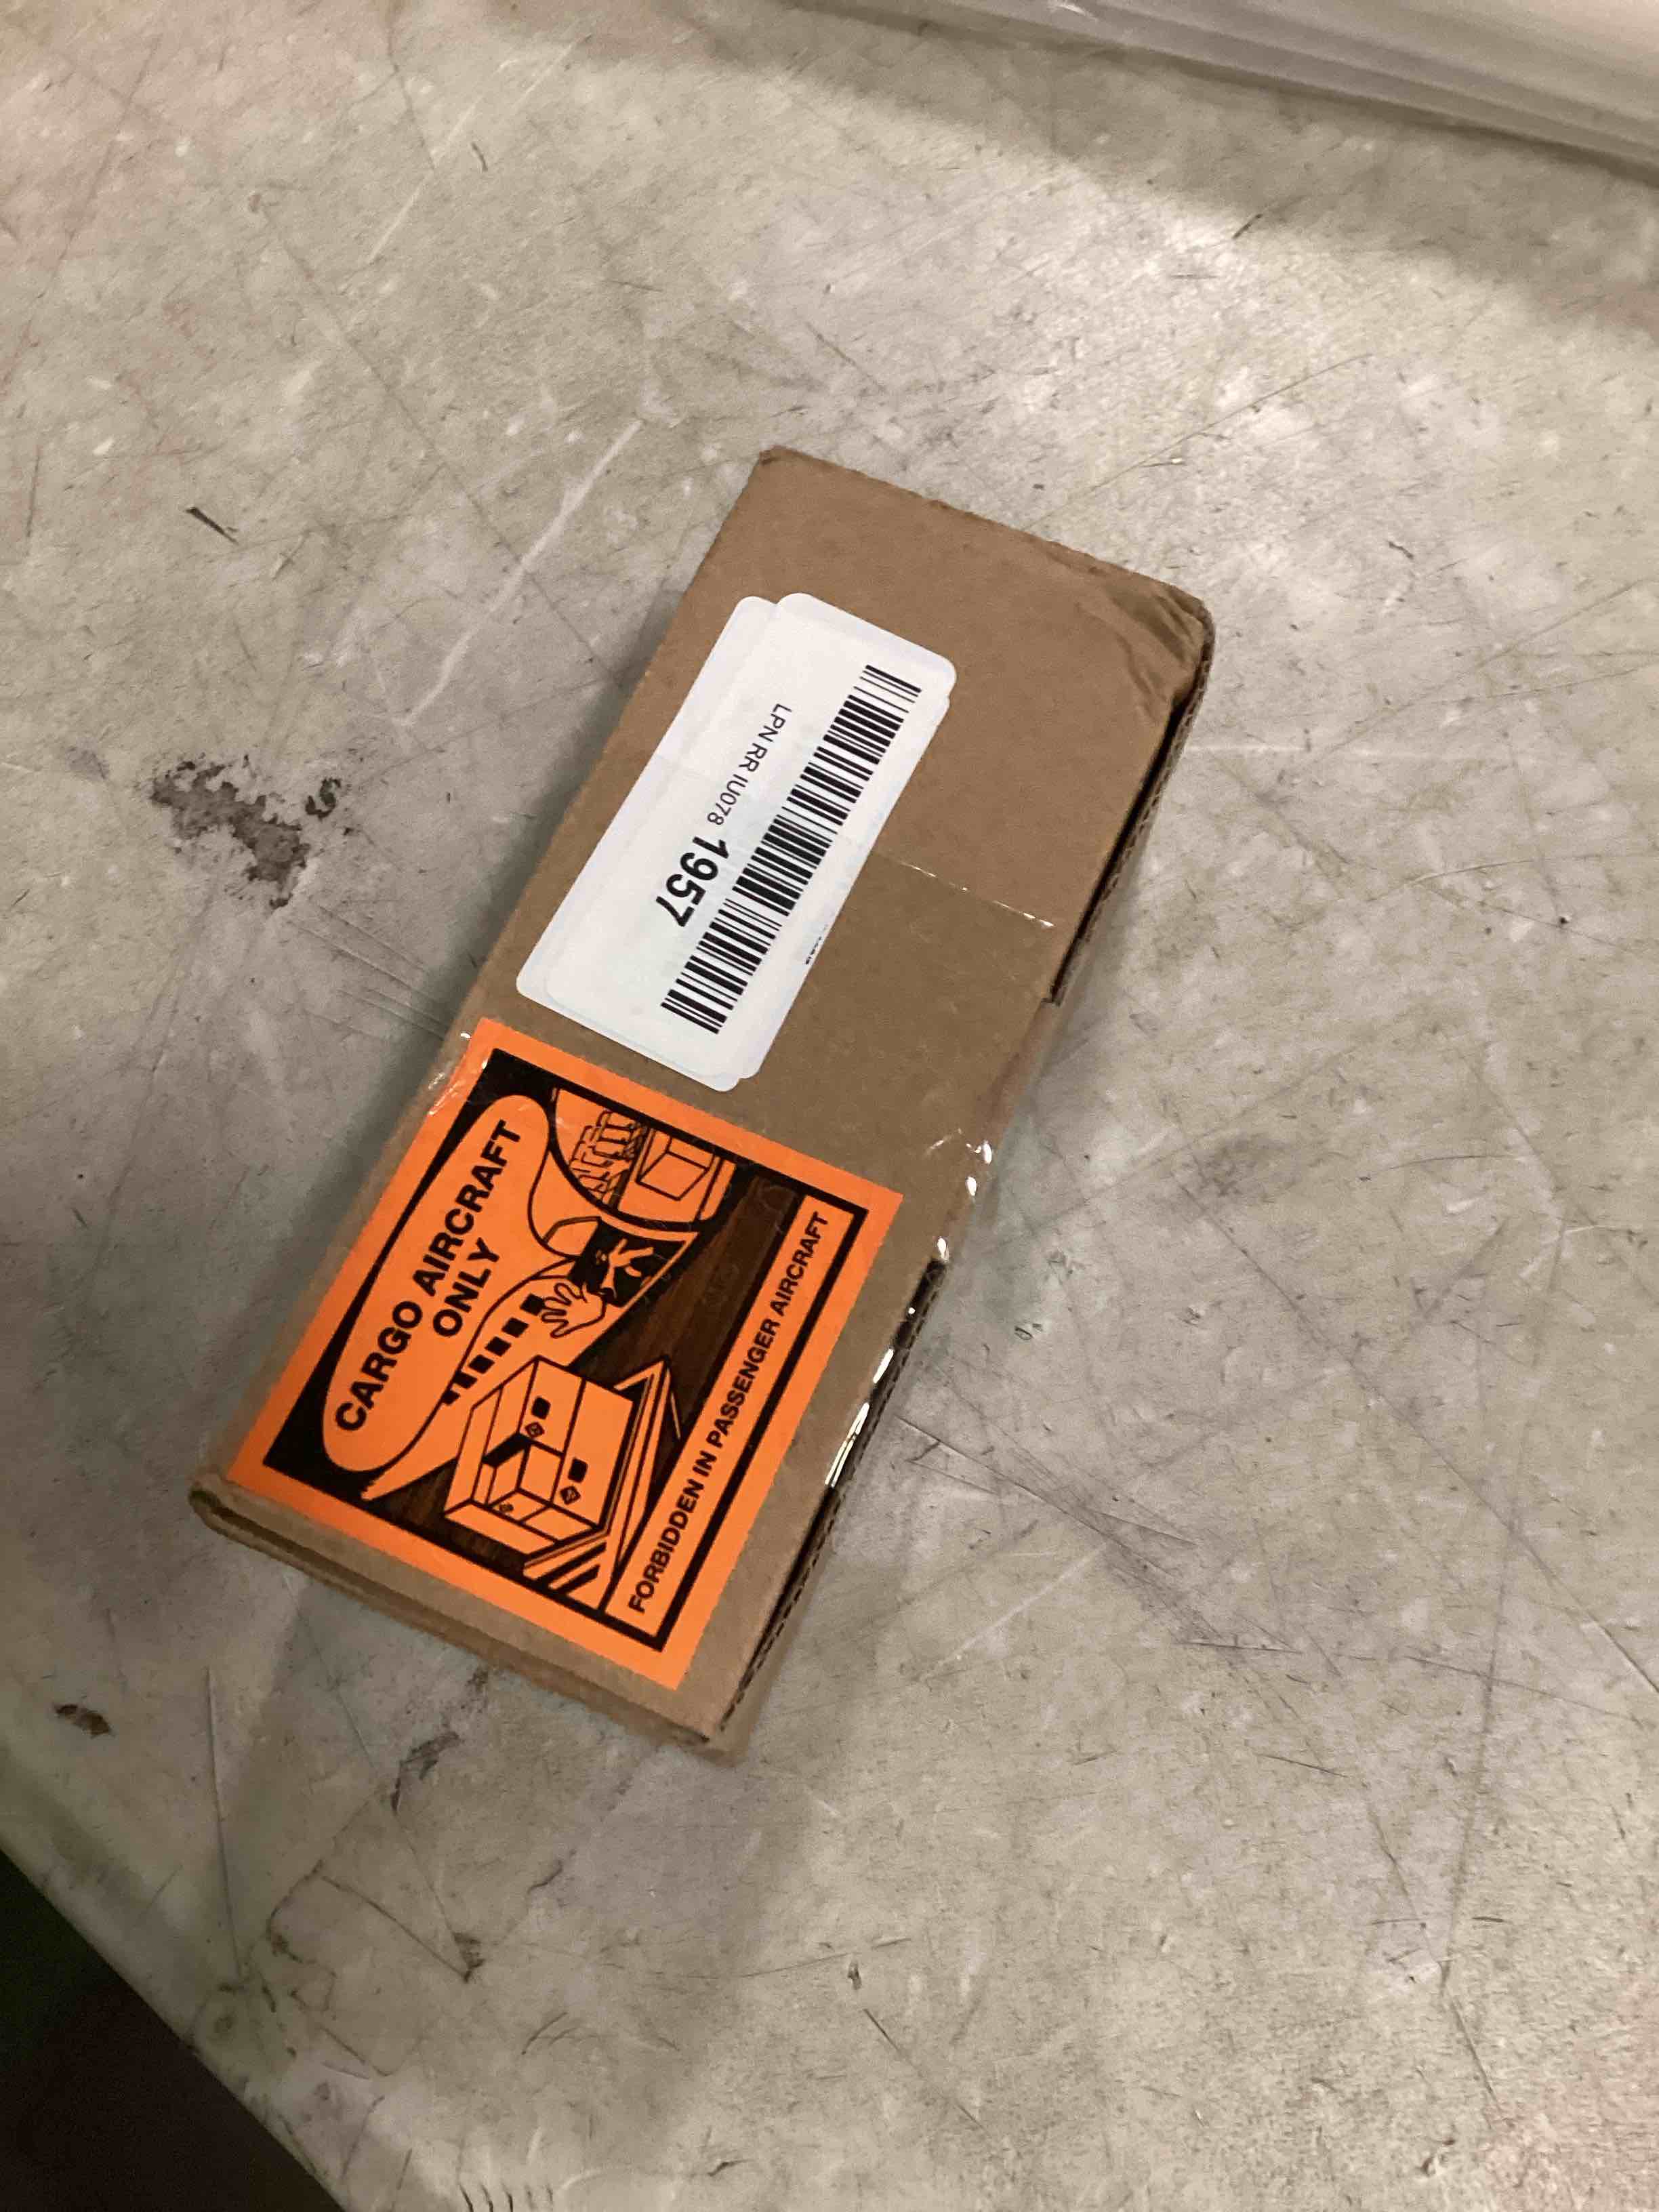 LPN RR IU078 1957
CARGO AIRCRAFT
ONLY
FORBIDDEN IN PASSENGER AIRCRAFT